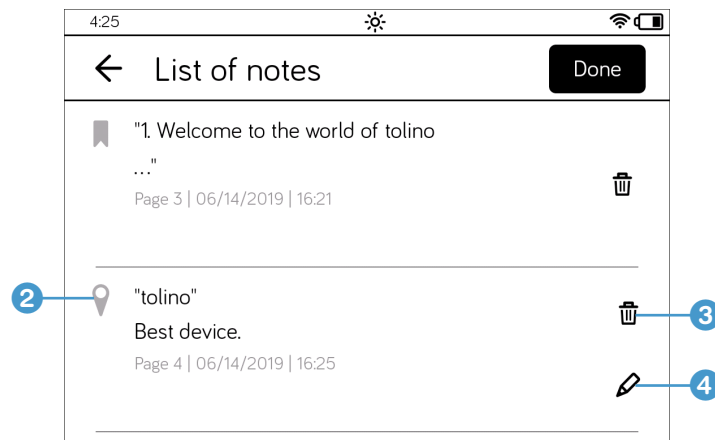 4:25
List of notes
Done
"1. Welcome to the world of tolino
..."
Page 3 | 06/14/2019 | 16:21
2
"tolino"
3
Best device.
Page 4 | 06/14/2019 | 16:25
4